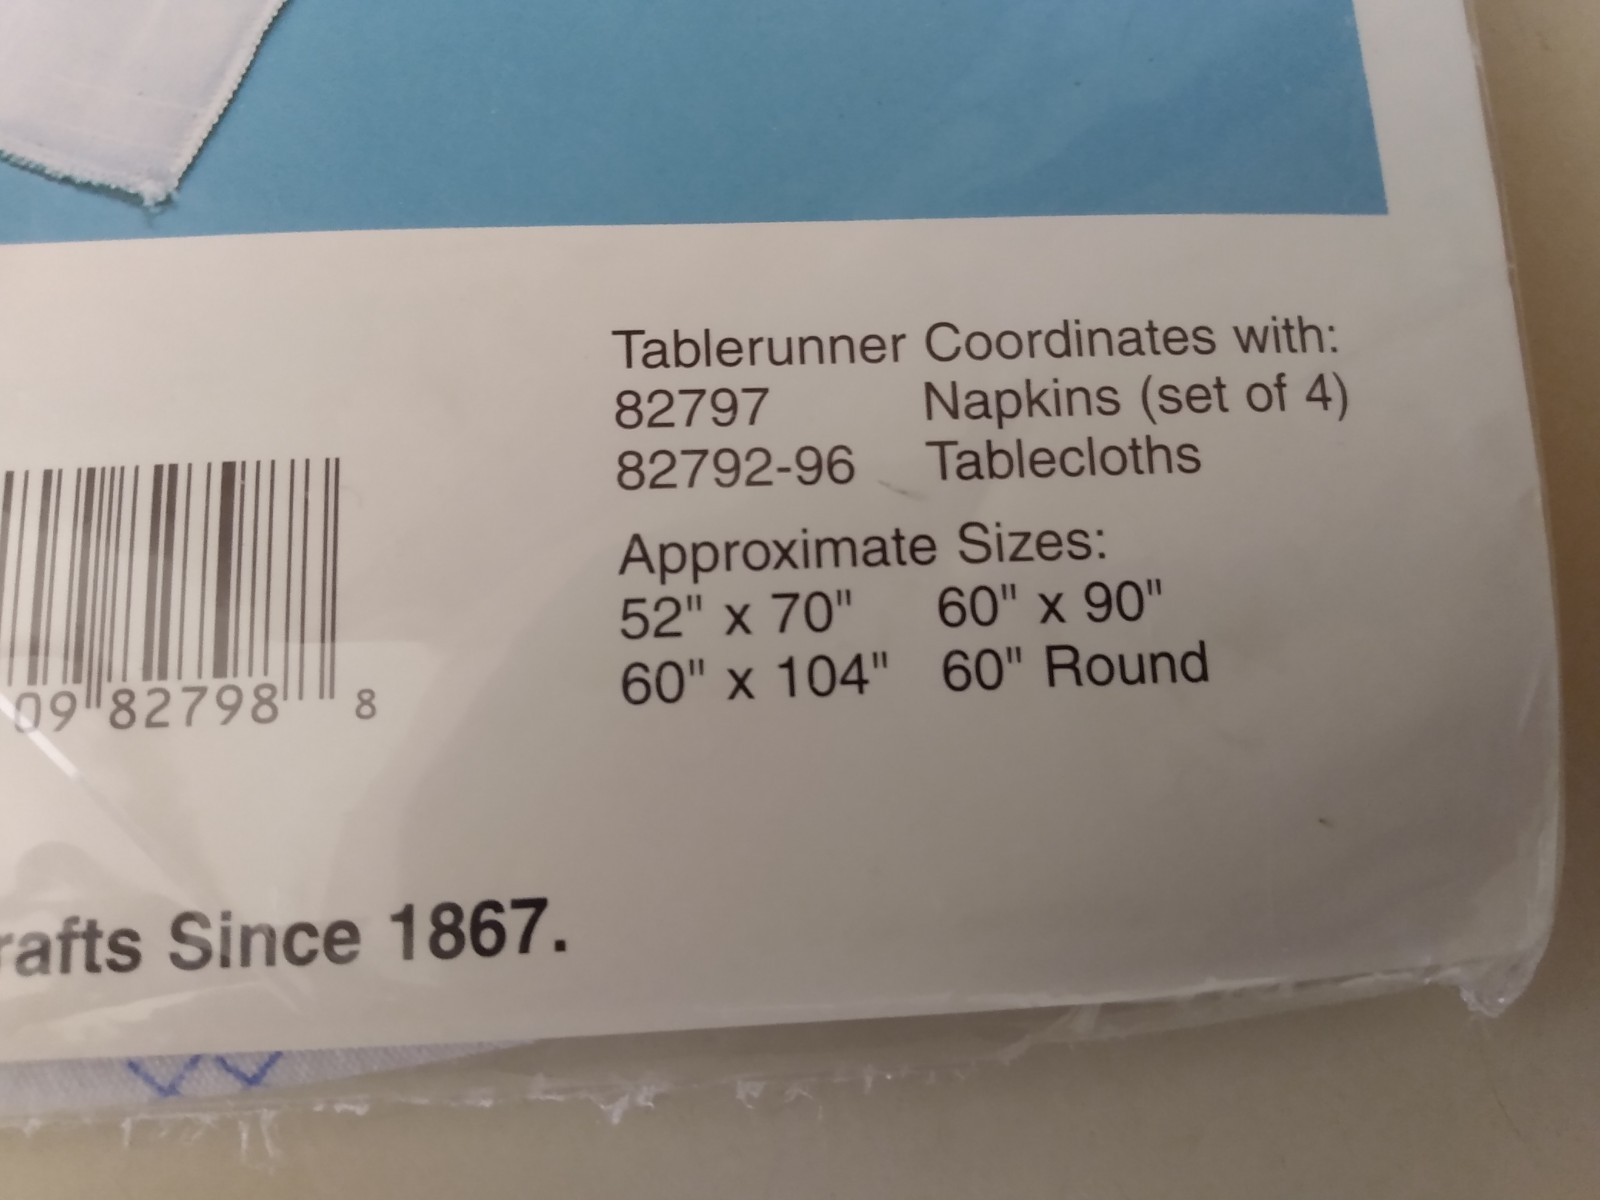 Tablerunner Coordinates with:
82797 Napkins (set of 4)
82792-96 Tablecloths
Approximate Sizes:
52" x 70" 60" x 90"
60" x 104" 60" Round
09 82798 8
rafts Since 1867.